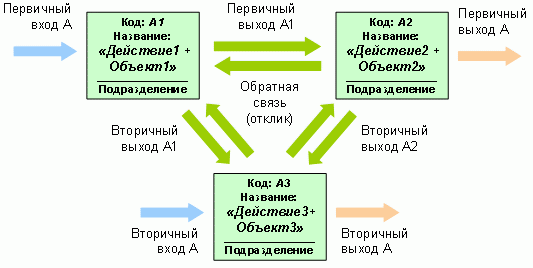 Первичный
вход А
Код: А1
Название:
«Действие1 +
Объект1»
Подразделение
Первичный
выход А1
Обратная
связь
(отклик)
Код: А2
Название:
«Действие2 +
Объект2»
Подразделение
Первичный
выход А
Вторичный
выход А1
Вторичный
выход А2
Код: А3
Название:
«Действие3+
Объект3»
Подразделение
Вторичный
вход А
Вторичный
выход А